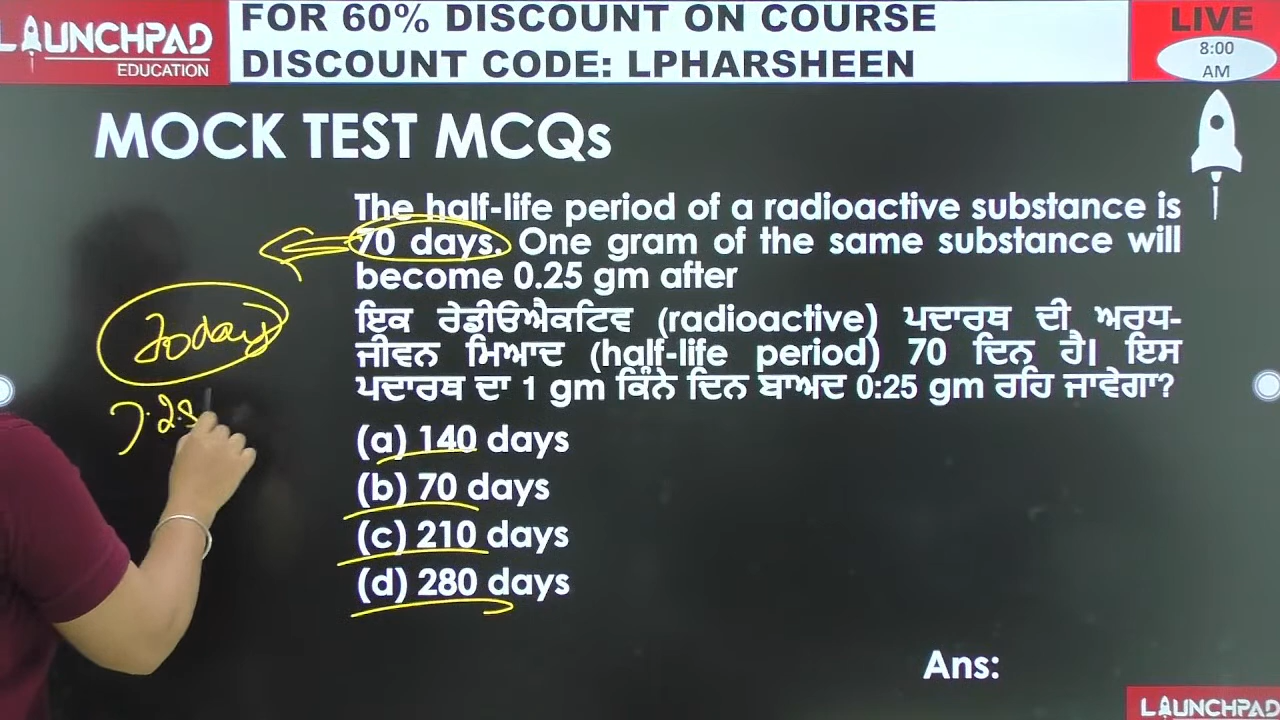 LAUNCHPAD
EDUCATION
FOR 60% DISCOUNT ON COURSE
DISCOUNT CODE: LPHARSHEEN
LIVE
8:00
AM
MOCK TEST MCQs
The half-life period of a radioactive substance is
70 days. One gram of the same substance will
become 0.25 gm after
ਇਕ ਰੇਡੀਓਐਕਟਿਵ (radioactive) ਪਦਾਰਥ ਦੀ ਅਰਧ-
ਜੀਵਨ ਮਿਆਦ (half-life period) 70 ਦਿਨ ਹੈ। ਇਸ
ਪਦਾਰਥ ਦਾ 1 gm ਕਿੰਨੇ ਦਿਨ ਬਾਅਦ 0:25 gm ਰਹਿ ਜਾਵੇਗਾ?
(a) 140 days
(b) 70 days
(c) 210 days
(d) 280 days
Ans:
LAUNCHPAD